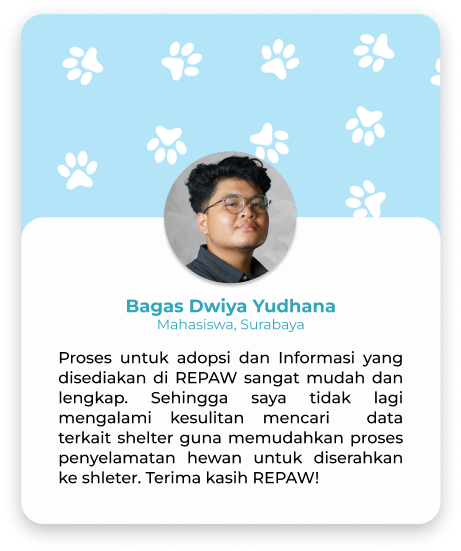 Bagas Dwiya Yudhana
Mahasiswa, Surabaya
Proses untuk adopsi dan Informasi yang
disediakan di REPAW sangat mudah dan
lengkap. Sehingga saya tidak lagi
mengalami kesulitan mencari data
terkait shelter guna memudahkan proses
penyelamatan hewan untuk diserahkan
ke shleter. Terima kasih REPAW!